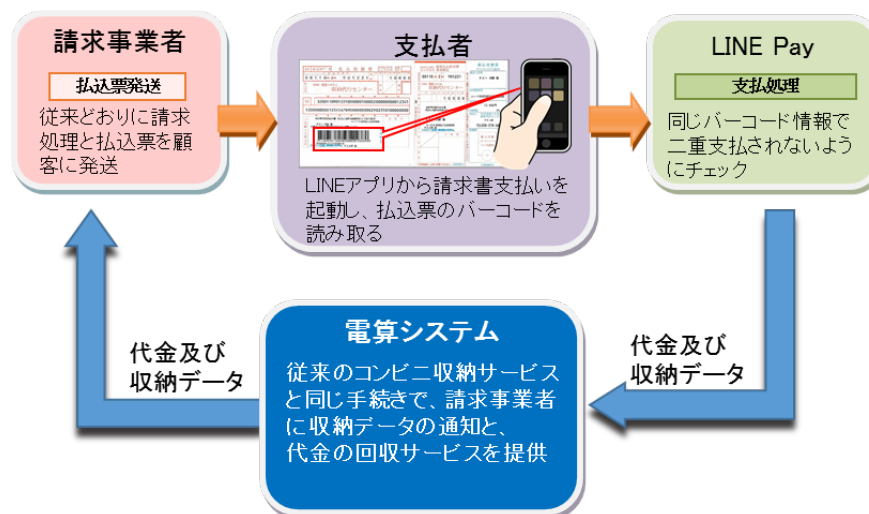 請求事業者
払込票発送
従来どおりに請求
処理と払込票を顧
客に発送
支払者
LINEアプリから請求書支払いを
起動し、払込票のバーコードを
読み取る
LINE Pay
支払処理
同じバーコード情報で
二重支払されないよう
にチェック
代金及び
収納データ
電算システム
従来のコンビニ収納サービス
と同じ手続きで、請求事業者
に収納データの通知と、
代金の回収サービスを提供
代金及び
収納データ